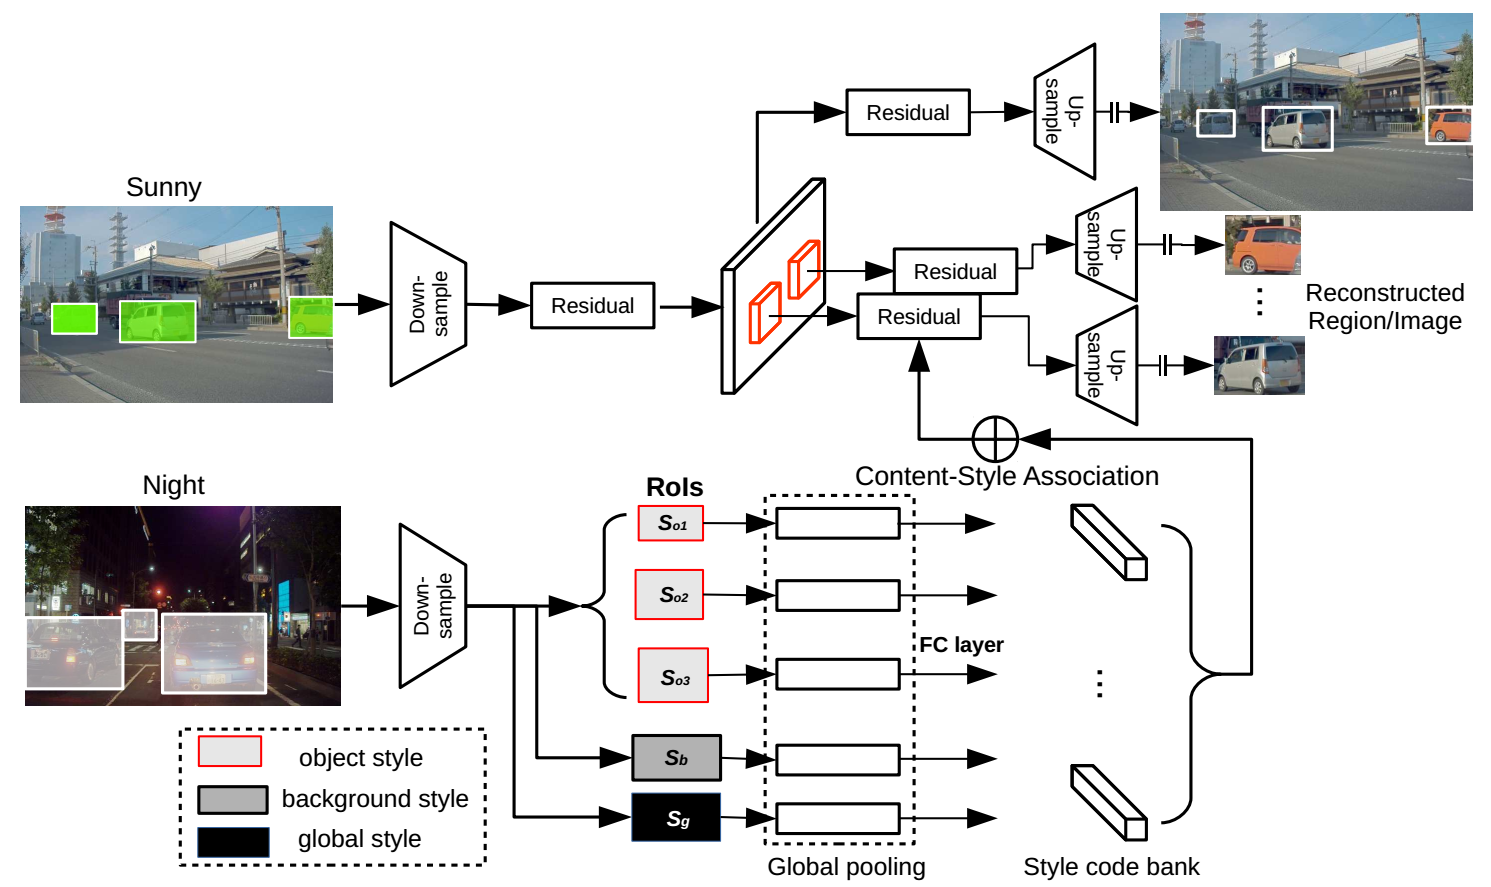 Sunny
Down-
sample
Residual
Residual
Up-
sample
Residual
Up-
sample
Residual
Up-
sample
Reconstructed
Region/Image
Content-Style Association
Night
Down-
sample
RoIs
So1
So2
So3
Sb
Sg
FC layer
object style
background style
global style
Global pooling
Style code bank